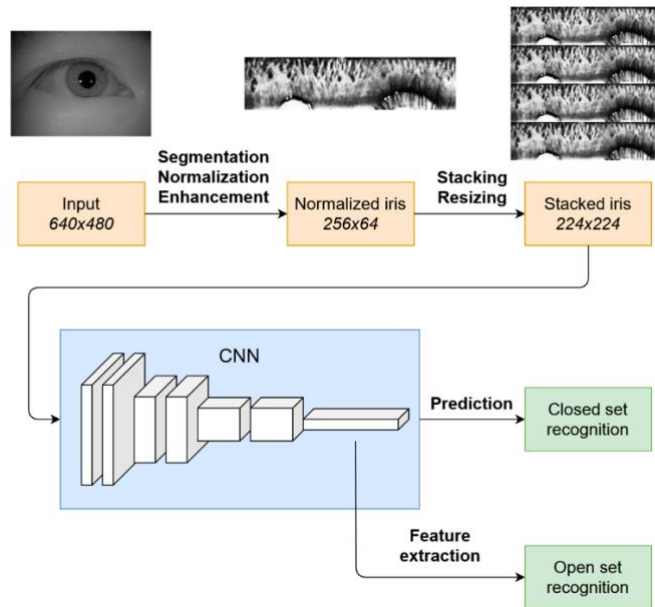 Segmentation
Normalization
Enhancement
Stacking
Resizing
Input
640x480
Normalized iris
256x64
Stacked iris
224x224
CNN
Prediction
Closed set
recognition
Feature
extraction
Open set
recognition